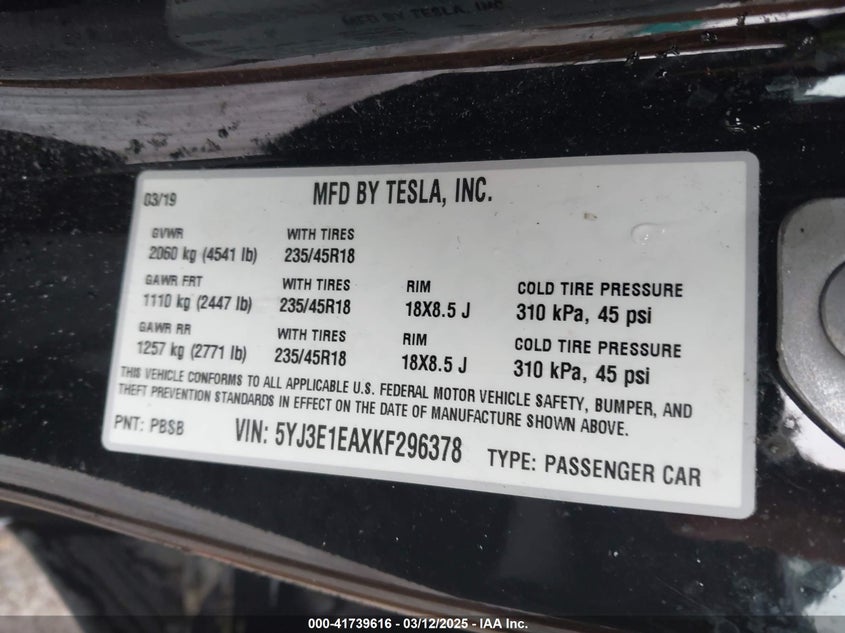 MFD BY TESLA, INC.
03/19
MFD BY TESLA, INC.
GVWR
2060 kg (4541 lb)
WITH TIRES
235/45R18
GAWR FRT
1110 kg (2447 lb)
WITH TIRES
235/45R18
RIM
18X8.5 J
COLD TIRE PRESSURE
310 kPa, 45 psi
GAWR RR
1257 kg (2771 lb)
WITH TIRES
235/45R18
RIM
18X8.5 J
COLD TIRE PRESSURE
310 kPa, 45 psi
THIS VEHICLE CONFORMS TO ALL APPLICABLE U.S. FEDERAL MOTOR VEHICLE SAFETY, BUMPER, AND
THEFT PREVENTION STANDARDS IN EFFECT ON THE DATE OF MANUFACTURE SHOWN ABOVE.
PNT: PBSB
VIN: 5YJ3E1EAXKF296378
TYPE: PASSENGER CAR
000-41739616 - 03/12/2025 - IAA Inc.